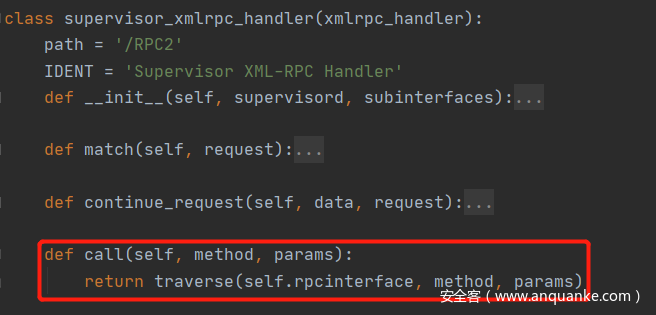 class supervisor_xmlrpc_handler(xmlrpc_handler):
path = '/RPC2'
IDENT = 'Supervisor XML-RPC Handler'
def __init__(self, supervisord, subinterfaces):...
def match(self, request):...
def continue_request(self, data, request):...
def call(self, method, params):
return traverse(self.rpcinterface, method, params)
安全客（www.anquanke.com）